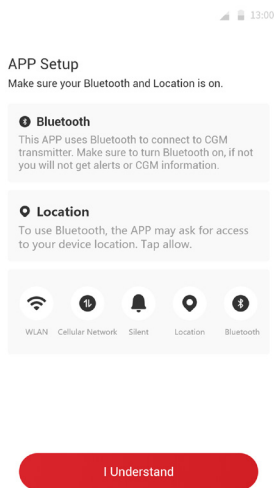 13:00
APP Setup
Make sure your Bluetooth and Location is on.
Bluetooth
This APP uses Bluetooth to connect to CGM
transmitter. Make sure to turn Bluetooth on, if not
you will not get alerts or CGM information.
Location
To use Bluetooth, the APP may ask for access
to your device location. Tap allow.
WLAN Cellular Network Silent Location Bluetooth
I Understand